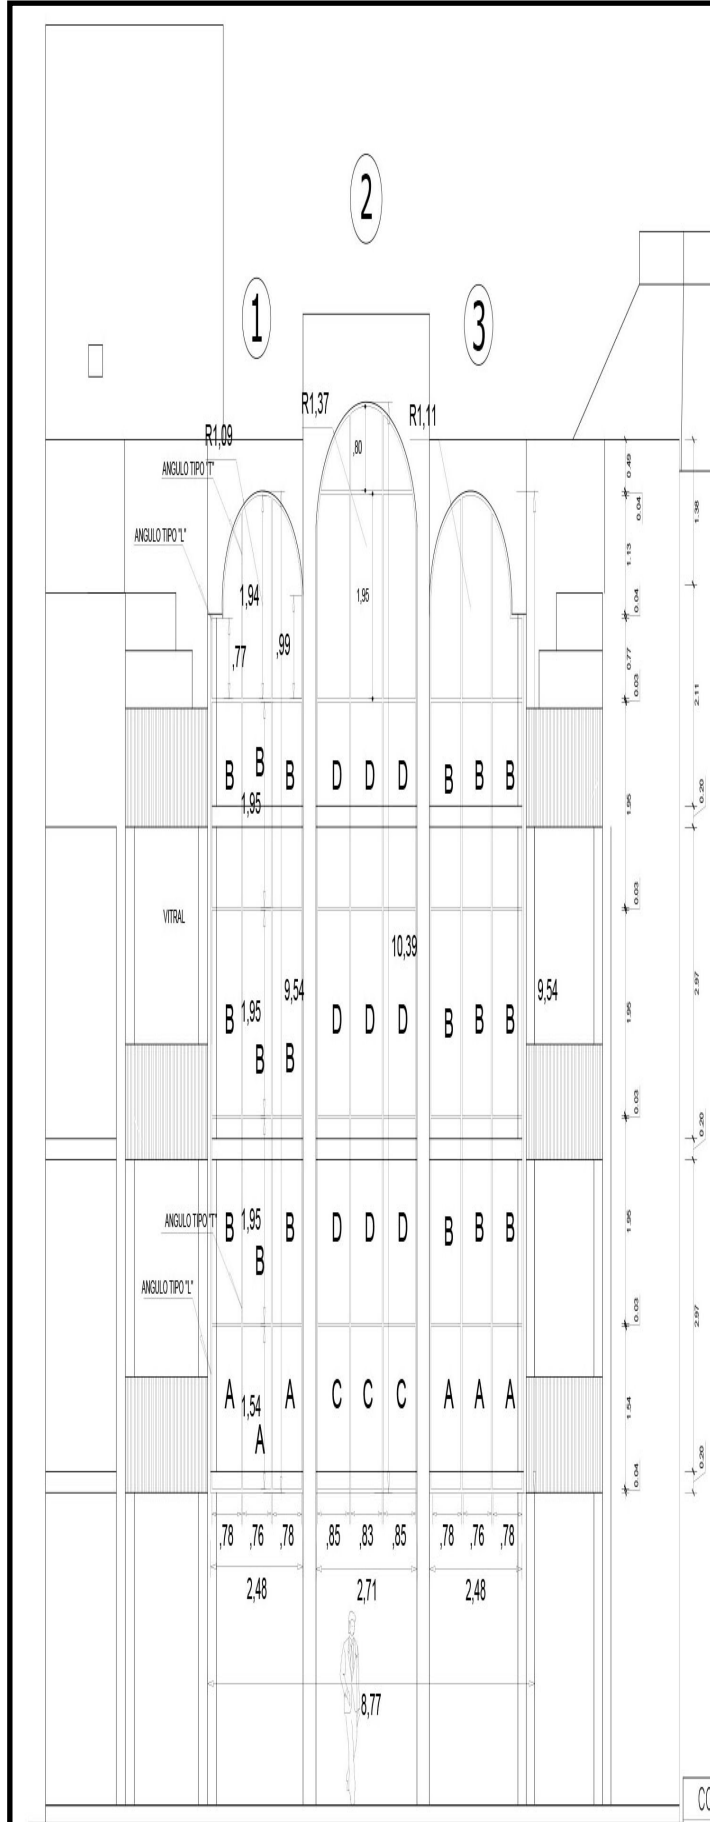 2
1
3
R1,37
R1,11
R1,09
,80
ANGULO TIPO "T"
ANGULO TIPO "L"
1,94
1,95
,77
,99
B B B D D D B B B
1,95
VITRAL
10,39
9,54
9,54
B 1,95 D D D B B B
B B
ANGULO TIPO "T"
B 1,95 B D D D B B B
B
ANGULO TIPO "L"
A 1,54 A C C C A A A
A
,78 ,76 ,78 ,85 ,83 ,85 ,78 ,76 ,78
2,48 2,71 2,48
8,77
0.49
0.04
1.13
0.04
0.77
0.03
1.95
0.03
1.95
0.03
1.95
0.03
1.54
0.04
1.38
2.11
0.20
2.97
0.20
2.97
0.20
CO